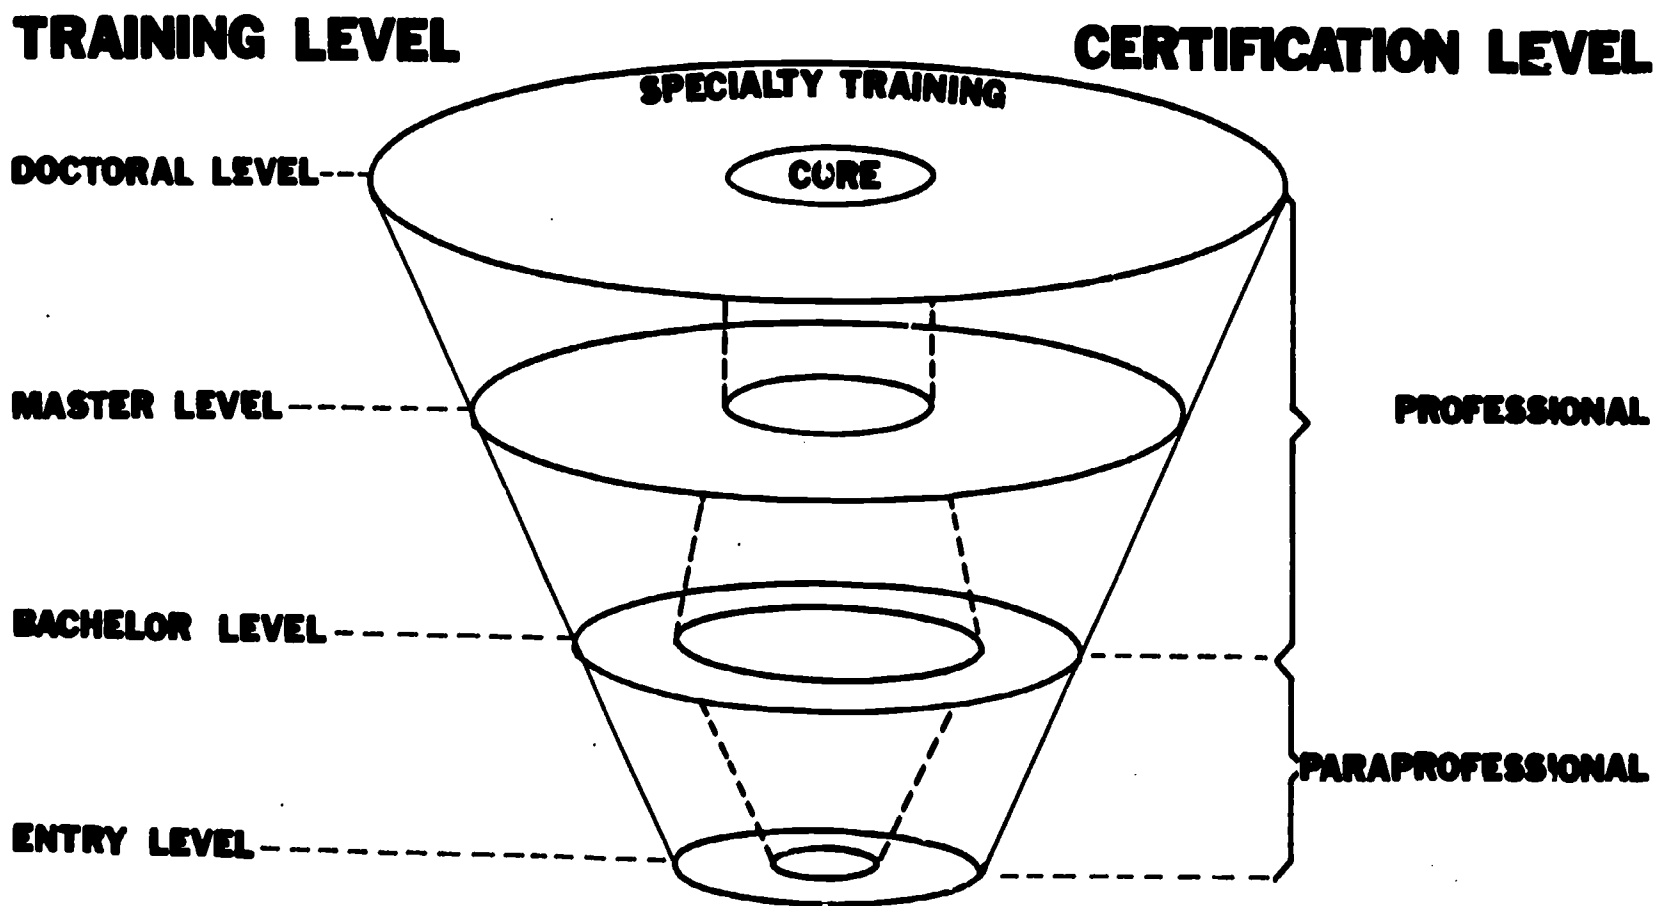 TRAINING LEVEL
CERTIFICATION LEVEL
SPECIALTY TRAINING
DOCTORAL LEVEL
CORE
MASTER LEVEL
PROFESSIONAL
BACHELOR LEVEL
PARAPROFESSIONAL
ENTRY LEVEL